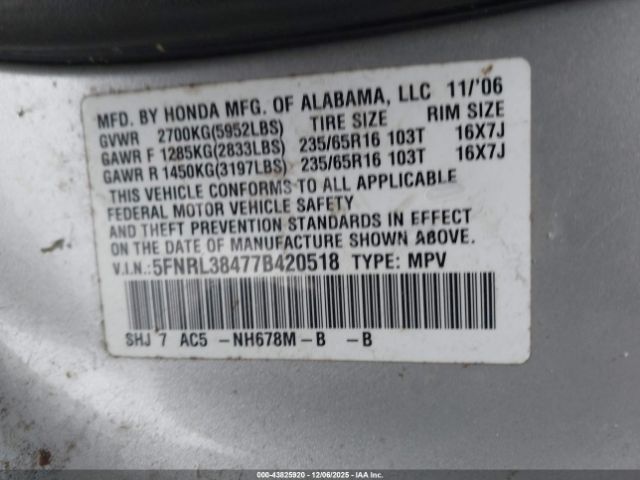 MFD. BY HONDA MFG. OF ALABAMA, LLC 11/'06
GVWR 2700KG(5952LBS) TIRE SIZE RIM SIZE
GAWR F 1285KG(2833LBS) 235/65R16 103T 16X7J
GAWR R 1450KG(3197LBS) 235/65R16 103T 16X7J
THIS VEHICLE CONFORMS TO ALL APPLICABLE
FEDERAL MOTOR VEHICLE SAFETY
AND THEFT PREVENTION STANDARDS IN EFFECT
ON THE DATE OF MANUFACTURE SHOWN ABOVE.
V.I.N.:5FNRL38477B420518 TYPE: MPV
SHJ 7 AC5 -NH678M-B -B
000-43825920 - 12/06/2025 - IAA Inc.